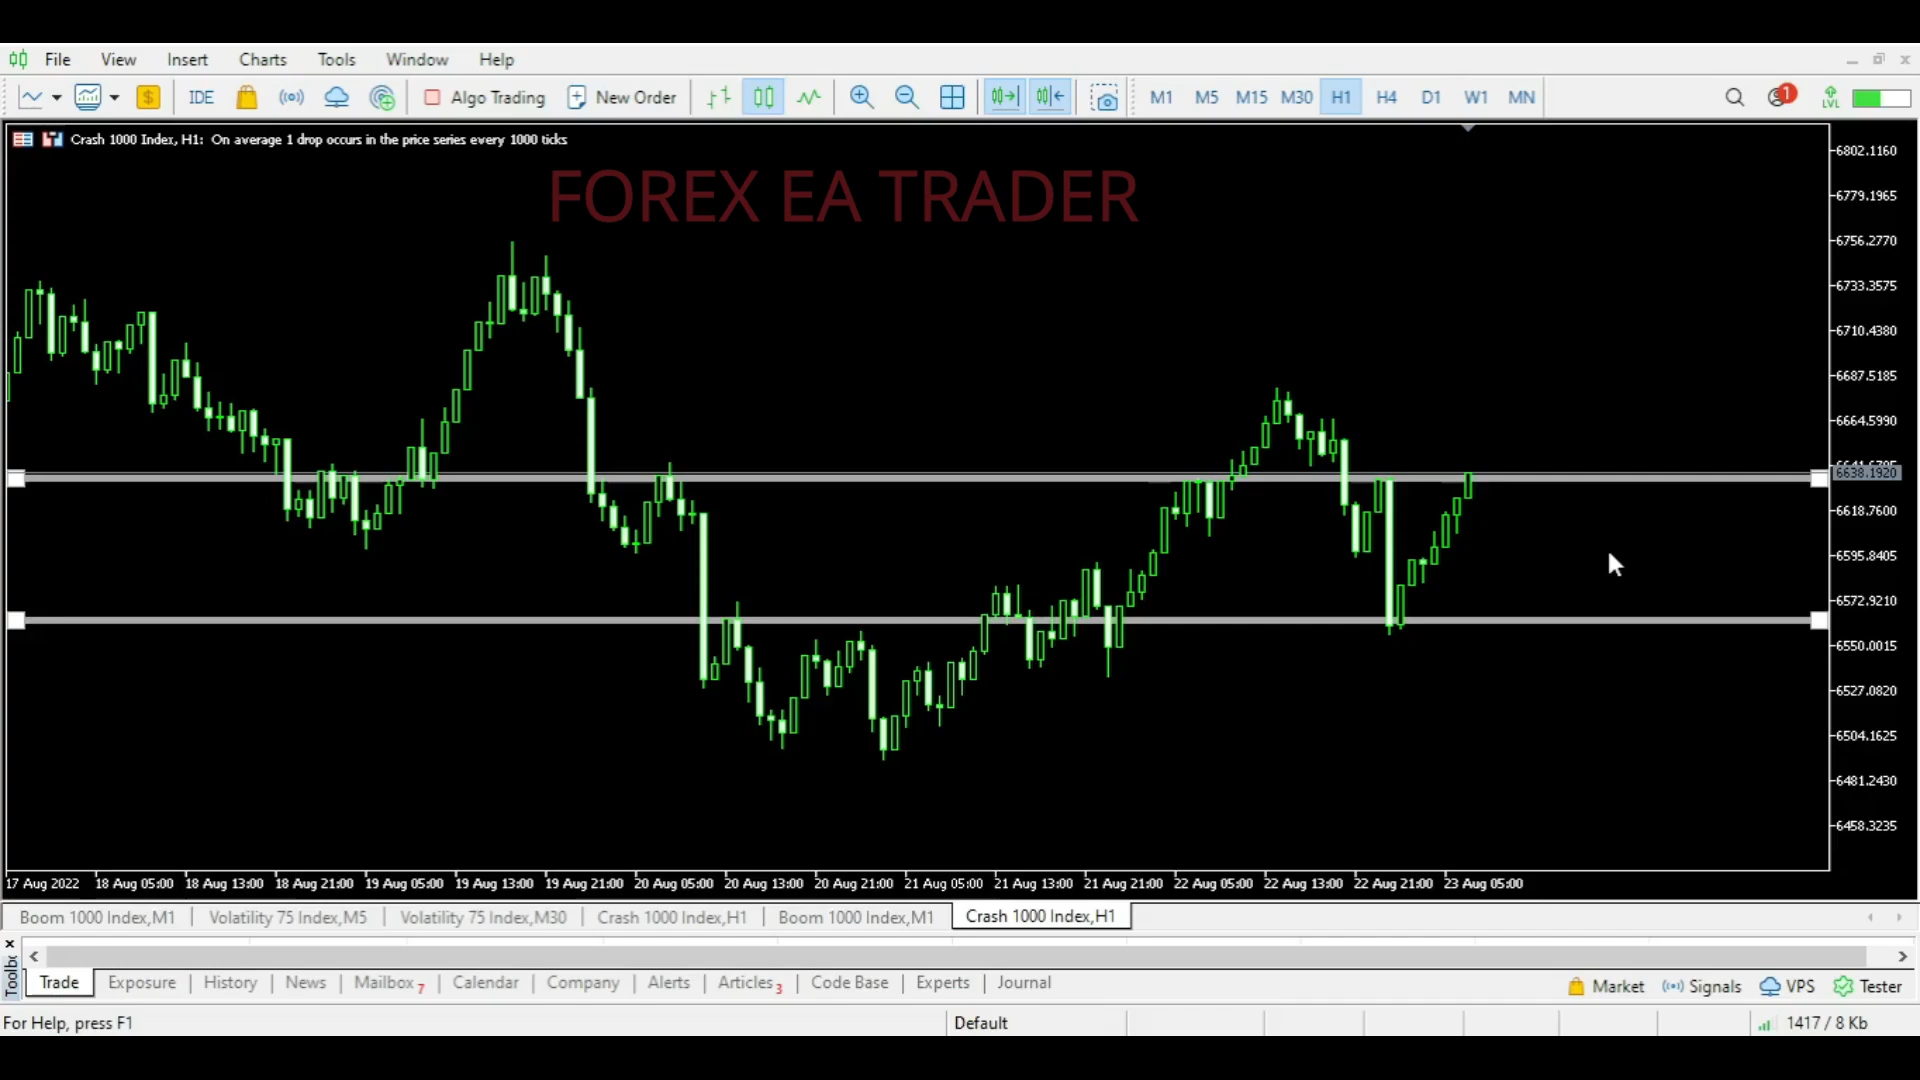 File View Insert Charts Tools Window Help
IDE Algo Trading New Order M1 M5 M15 M30 H1 H4 D1 W1 MN 1 LVL
Crash 1000 Index, H1: On average 1 drop occurs in the price series every 1000 ticks
FOREX EA TRADER
6802.1160
6779.1965
6756.2770
6733.3575
6710.4380
6687.5185
6664.5990
6638.1920
6618.7600
6595.8405
6572.9210
6550.0015
6527.0820
6504.1625
6481.2430
6458.3235
17 Aug 2022 18 Aug 05:00 18 Aug 13:00 18 Aug 21:00 19 Aug 05:00 19 Aug 13:00 19 Aug 21:00 20 Aug 05:00 20 Aug 13:00 20 Aug 21:00 21 Aug 05:00 21 Aug 13:00 21 Aug 21:00 22 Aug 05:00 22 Aug 13:00 22 Aug 21:00 23 Aug 05:00
Boom 1000 Index,M1 Volatility 75 Index,M5 Volatility 75 Index,M30 Crash 1000 Index,H1 Boom 1000 Index,M1 Crash 1000 Index,H1
Trade Exposure History News Mailbox 7 Calendar Company Alerts Articles 3 Code Base Experts Journal Market Signals VPS Tester
For Help, press F1 Default 1417 / 8 Kb